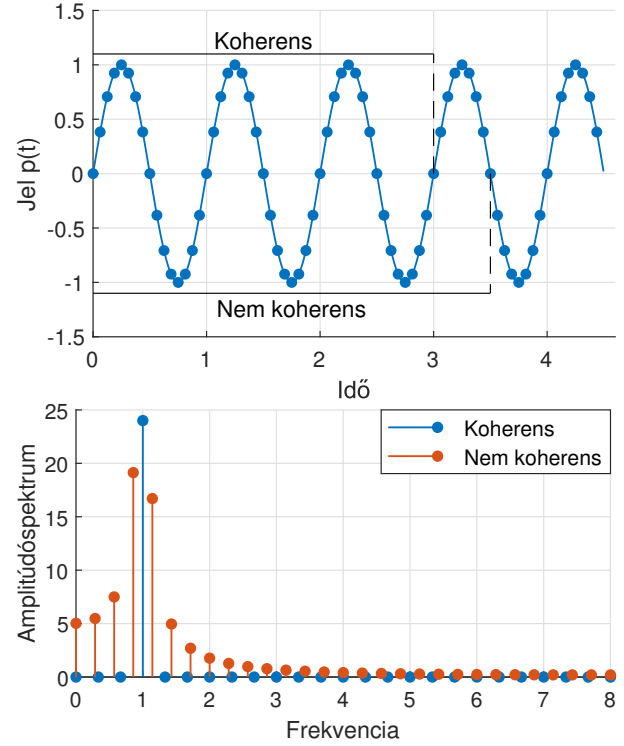 1.5
1
0.5
0
-0.5
-1
-1.5
Jel p(t)
Koherens
Nem koherens
0 1 2 3 4
Idő
25
20
15
10
5
0
Amplitúdóspektrum
Koherens
Nem koherens
0 1 2 3 4 5 6 7 8
Frekvencia